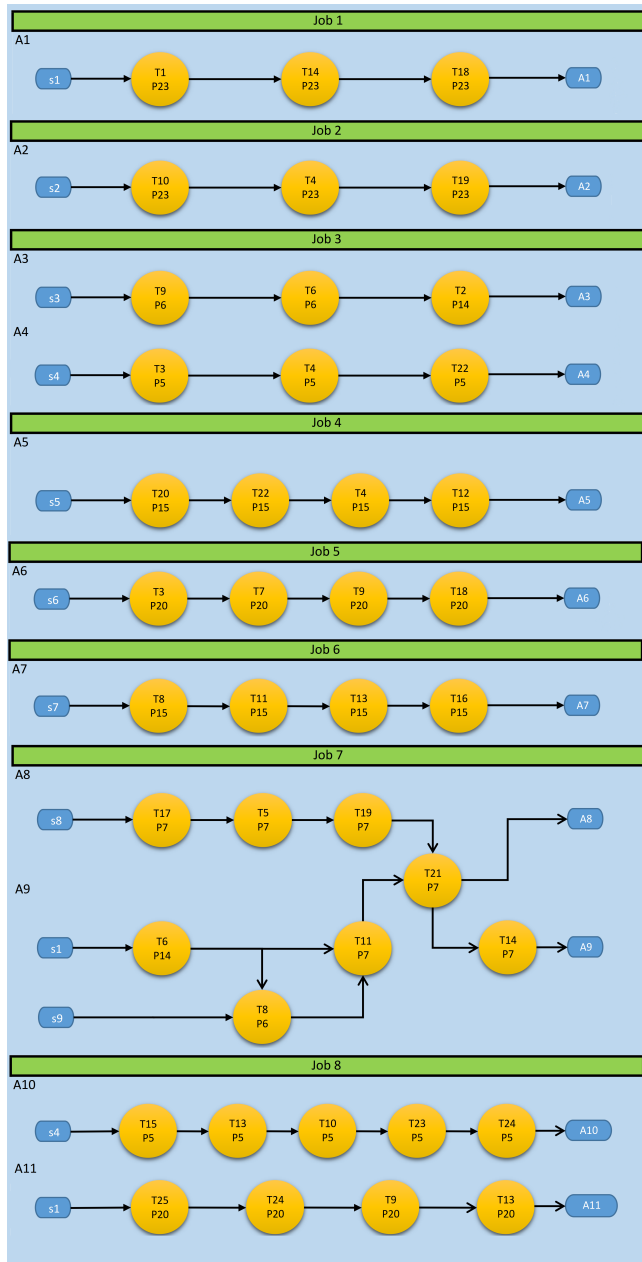 Job 1
A1
s1
T1
P23
T14
P23
T18
P23
A1
Job 2
A2
s2
T10
P23
T4
P23
T19
P23
A2
Job 3
A3
s3
T9
P6
T6
P6
T2
P14
A3
A4
s4
T3
P5
T4
P5
T22
P5
A4
Job 4
A5
s5
T20
P15
T22
P15
T4
P15
T12
P15
A5
Job 5
A6
s6
T3
P20
T7
P20
T9
P20
T18
P20
A6
Job 6
A7
s7
T8
P15
T11
P15
T13
P15
T16
P15
A7
Job 7
A8
s8
T17
P7
T5
P7
T19
P7
A8
T21
P7
A9
s1
T6
P14
T11
P7
T14
P7
A9
s9
T8
P6
Job 8
A10
s4
T15
P5
T13
P5
T10
P5
T23
P5
T24
P5
A10
A11
s1
T25
P20
T24
P20
T9
P20
T13
P20
A11